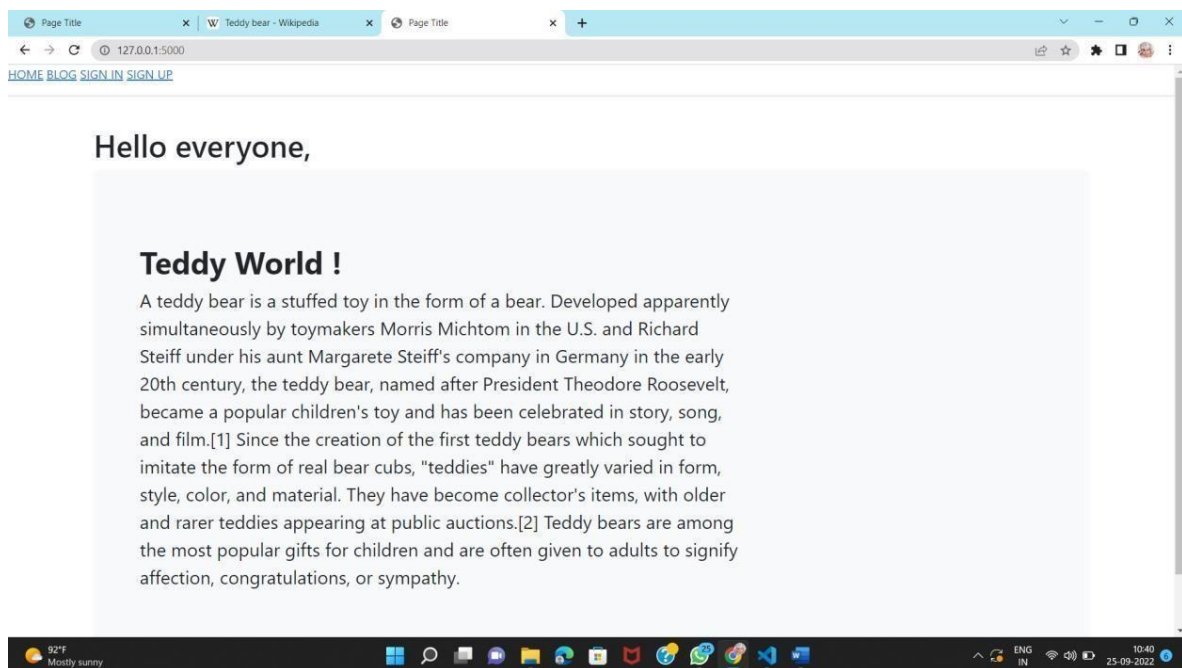 Page Title
Teddy bear - Wikipedia
Page Title
127.0.0.1:5000
HOME BLOG SIGN IN SIGN UP
Hello everyone,
Teddy World !
A teddy bear is a stuffed toy in the form of a bear. Developed apparently
simultaneously by toymakers Morris Michtom in the U.S. and Richard
Steiff under his aunt Margarete Steiff's company in Germany in the early
20th century, the teddy bear, named after President Theodore Roosevelt,
became a popular children's toy and has been celebrated in story, song,
and film.[1] Since the creation of the first teddy bears which sought to
imitate the form of real bear cubs, "teddies" have greatly varied in form,
style, color, and material. They have become collector's items, with older
and rarer teddies appearing at public auctions.[2] Teddy bears are among
the most popular gifts for children and are often given to adults to signify
affection, congratulations, or sympathy.
92°F
Mostly sunny
25
ENG
IN
10:40
25-09-2022
6